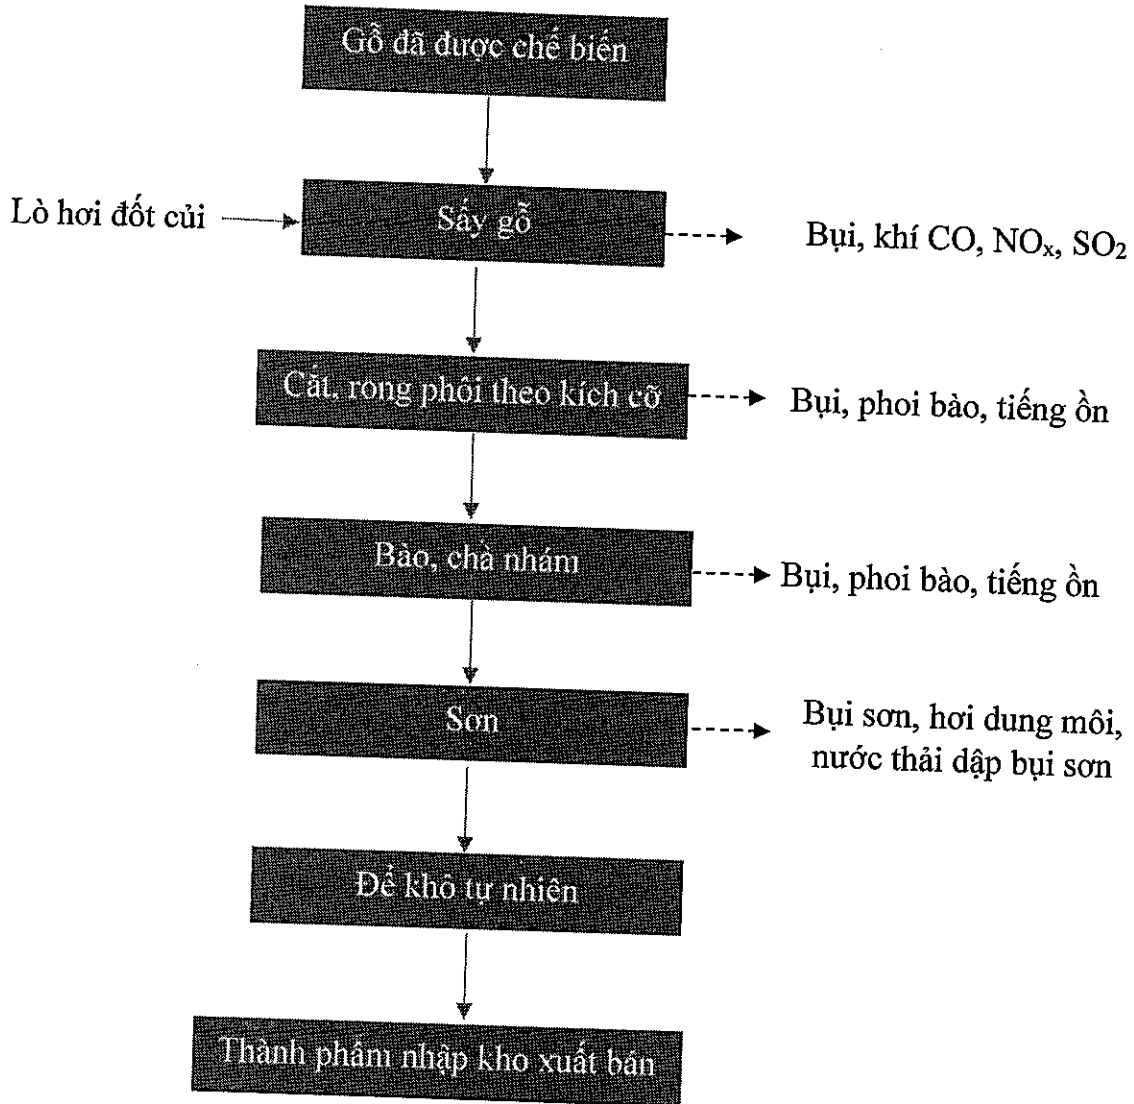 Gỗ đã được chế biến
Lò hơi đốt củi
Sấy gỗ
Bụi, khí CO, NOₓ, SO₂
Cắt, rong phôi theo kích cỡ
Bụi, phoi bào, tiếng ồn
Bào, chà nhám
Bụi, phoi bào, tiếng ồn
Sơn
Bụi sơn, hơi dung môi,
nước thải dập bụi sơn
Để khô tự nhiên
Thành phẩm nhập kho xuất bán